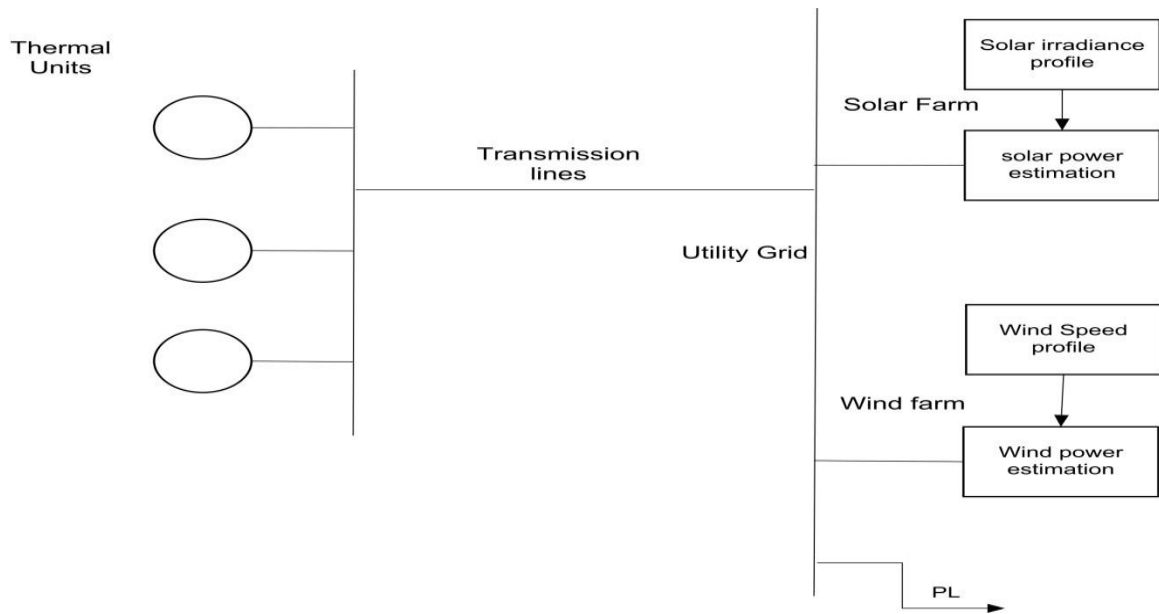 Thermal
Units
Transmission
lines
Utility Grid
Solar irradiance
profile
Solar Farm
solar power
estimation
Wind Speed
profile
Wind farm
Wind power
estimation
PL